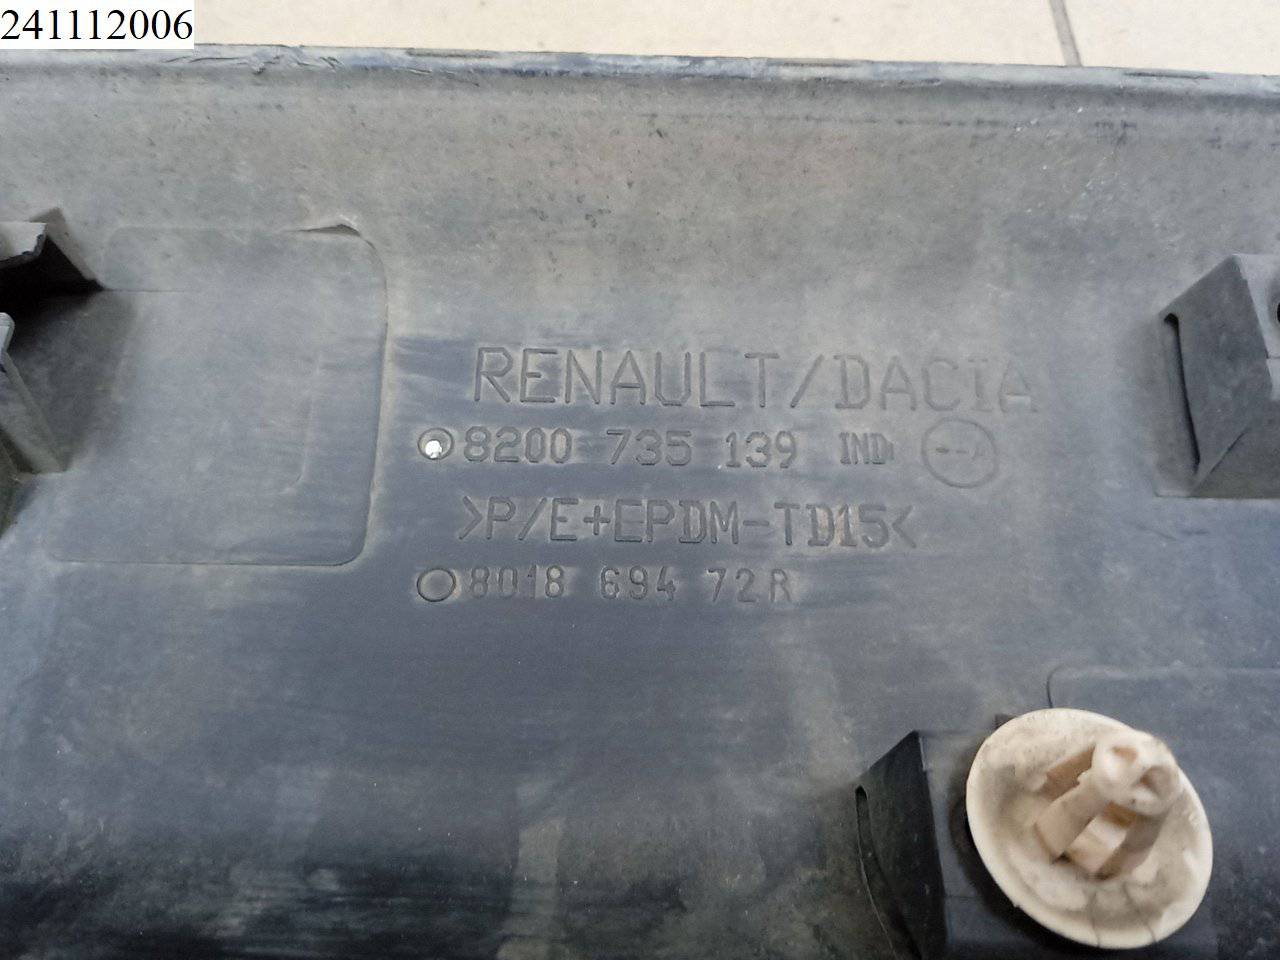 241112006
RENAULT/DACIA
8200 735 139 IND --A
>P/E+EPDM-TD15<
8018 694 72R